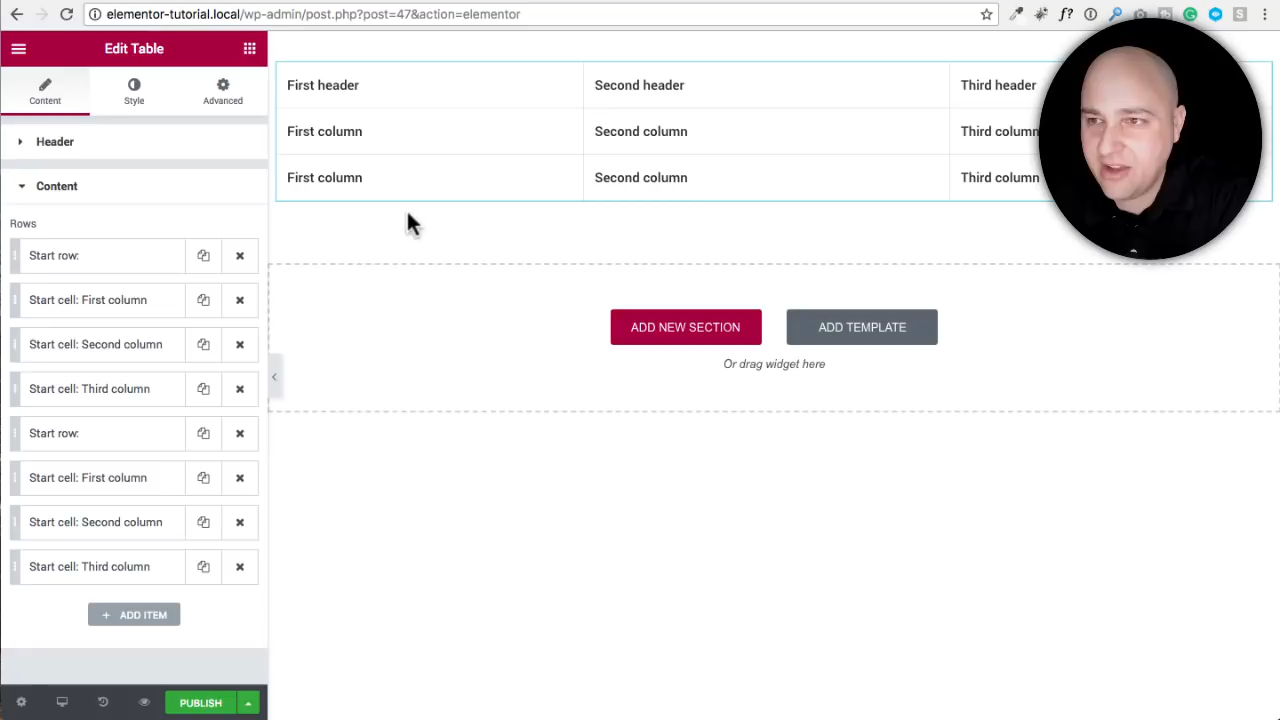 elementor-tutorial.local/wp-admin/post.php?post=47&action=elementor
Edit Table
Content
Style
Advanced
Header
Content
Rows
Start row:
Start cell: First column
Start cell: Second column
Start cell: Third column
Start row:
Start cell: First column
Start cell: Second column
Start cell: Third column
+ ADD ITEM
PUBLISH
First header Second header Third header
First column Second column Third column
First column Second column Third column
ADD NEW SECTION
ADD TEMPLATE
Or drag widget here